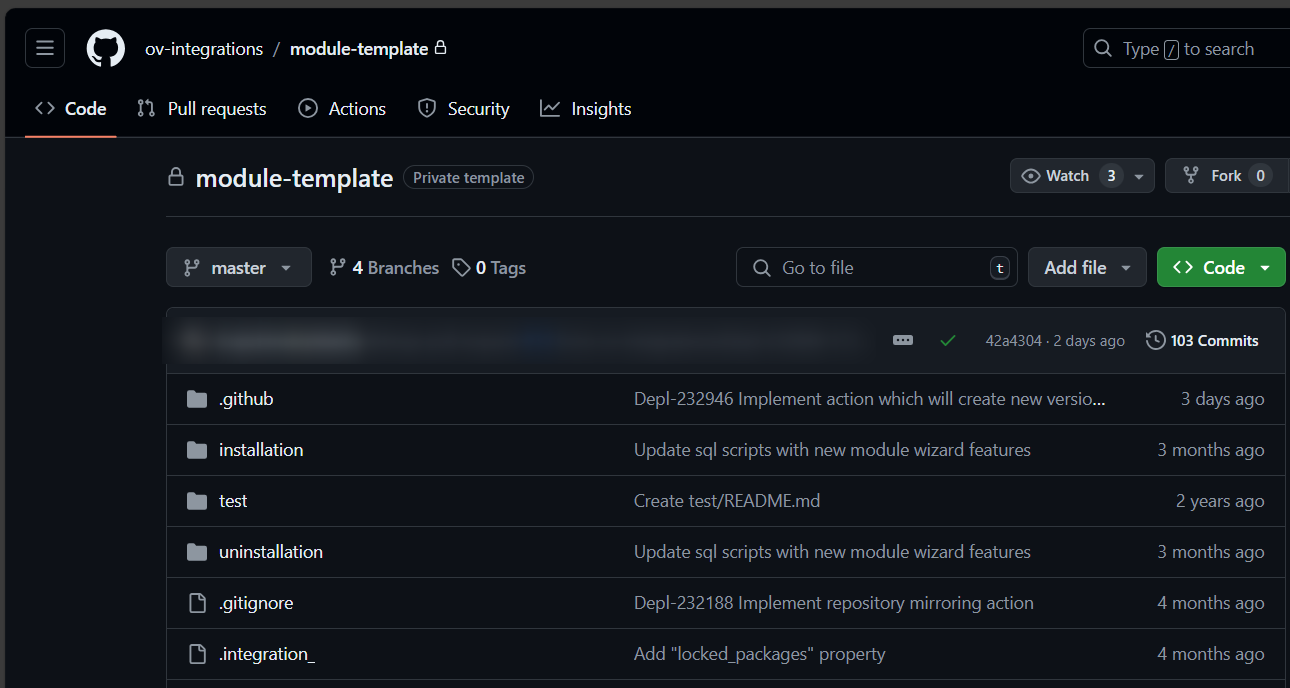 ov-integrations / module-template Type / to search
Code Pull requests Actions Security Insights
module-template Private template Watch 3 Fork 0
master 4 Branches 0 Tags Go to file t Add file Code
42a4304 · 2 days ago 103 Commits
.github Depl-232946 Implement action which will create new versio... 3 days ago
installation Update sql scripts with new module wizard features 3 months ago
test Create test/README.md 2 years ago
uninstallation Update sql scripts with new module wizard features 3 months ago
.gitignore Depl-232188 Implement repository mirroring action 4 months ago
.integration_ Add "locked_packages" property 4 months ago